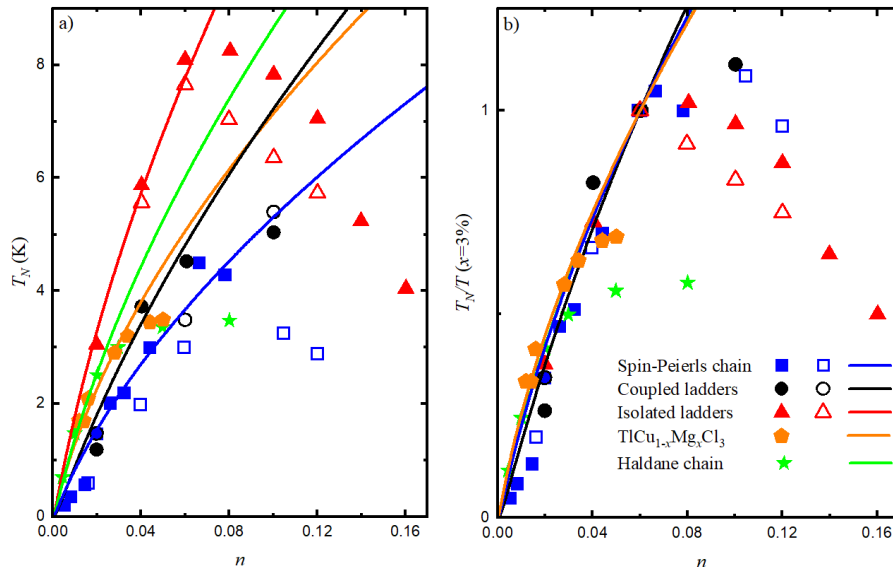 a)
8
6
4
2
0
T_N (K)
0.00 0.04 0.08 0.12 0.16
n
b)
1
0
T_N/T (x=3%)
Spin-Peierls chain
Coupled ladders
Isolated ladders
TlCu₁₋ₓMgₓCl₃
Haldane chain
0.00 0.04 0.08 0.12 0.16
n